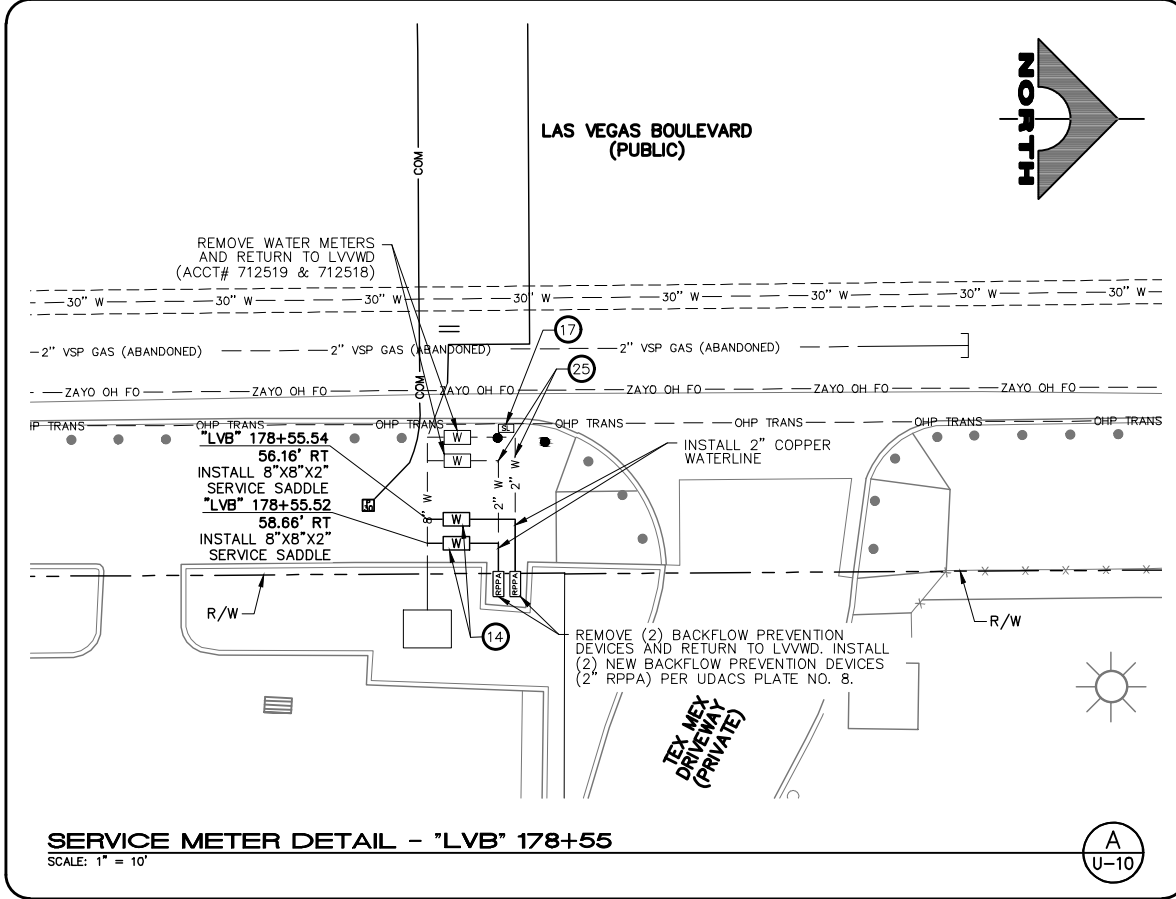 NORTH
LAS VEGAS BOULEVARD
(PUBLIC)
COM
REMOVE WATER METERS
AND RETURN TO LVVWD
(ACCT# 712519 & 712518)
30" W 30" W 30" W 30" W 30" W 30" W 30" W 30" W
17
2" VSP GAS (ABANDONED) 2" VSP GAS (ABANDONED) 2" VSP GAS (ABANDONED)
25
COM
ZAYO OH FO ZAYO OH FO ZAYO OH FO ZAYO OH FO ZAYO OH FO ZAYO OH FO
HP TRANS OHP TRANS OHP TRANS OHP TRANS OHP TRANS OHP TRANS OHP TRANS
SL
W
W
"LVB" 178+55.54
56.16' RT
INSTALL 8"X8"X2"
SERVICE SADDLE
"LVB" 178+55.52
58.66' RT
INSTALL 8"X8"X2"
SERVICE SADDLE
INSTALL 2" COPPER
WATERLINE
8" W
2" W
2" W
W
W
RPPA
RPPA
R/W
14
R/W
REMOVE (2) BACKFLOW PREVENTION
DEVICES AND RETURN TO LVVWD. INSTALL
(2) NEW BACKFLOW PREVENTION DEVICES
(2" RPPA) PER UDACS PLATE NO. 8.
TEX MEX
DRIVEWAY
(PRIVATE)
SERVICE METER DETAIL - "LVB" 178+55
SCALE: 1" = 10'
A
U-10